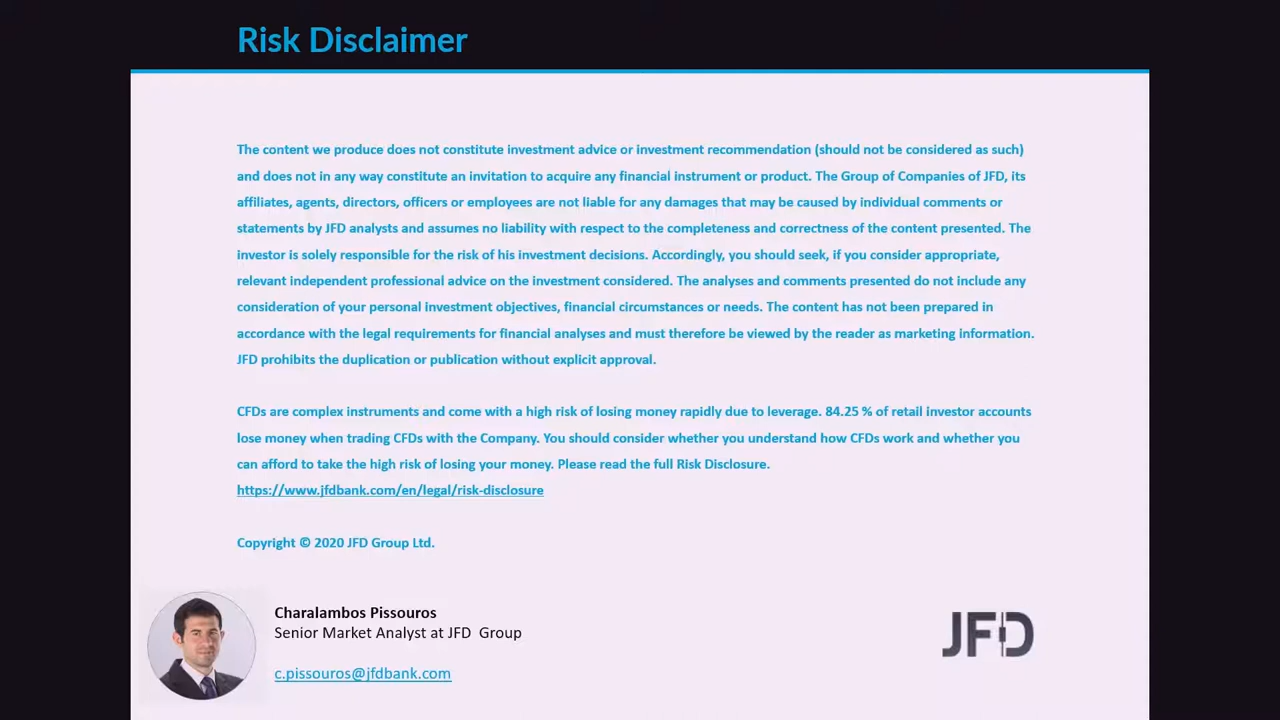 Risk Disclaimer
The content we produce does not constitute investment advice or investment recommendation (should not be considered as such)
and does not in any way constitute an invitation to acquire any financial instrument or product. The Group of Companies of JFD, its
affiliates, agents, directors, officers or employees are not liable for any damages that may be caused by individual comments or
statements by JFD analysts and assumes no liability with respect to the completeness and correctness of the content presented. The
investor is solely responsible for the risk of his investment decisions. Accordingly, you should seek, if you consider appropriate,
relevant independent professional advice on the investment considered. The analyses and comments presented do not include any
consideration of your personal investment objectives, financial circumstances or needs. The content has not been prepared in
accordance with the legal requirements for financial analyses and must therefore be viewed by the reader as marketing information.
JFD prohibits the duplication or publication without explicit approval.
CFDs are complex instruments and come with a high risk of losing money rapidly due to leverage. 84.25 % of retail investor accounts
lose money when trading CFDs with the Company. You should consider whether you understand how CFDs work and whether you
can afford to take the high risk of losing your money. Please read the full Risk Disclosure.
https://www.jfdbank.com/en/legal/risk-disclosure
Copyright © 2020 JFD Group Ltd.
Charalambos Pissouros
Senior Market Analyst at JFD  Group
c.pissouros@jfdbank.com
JFD